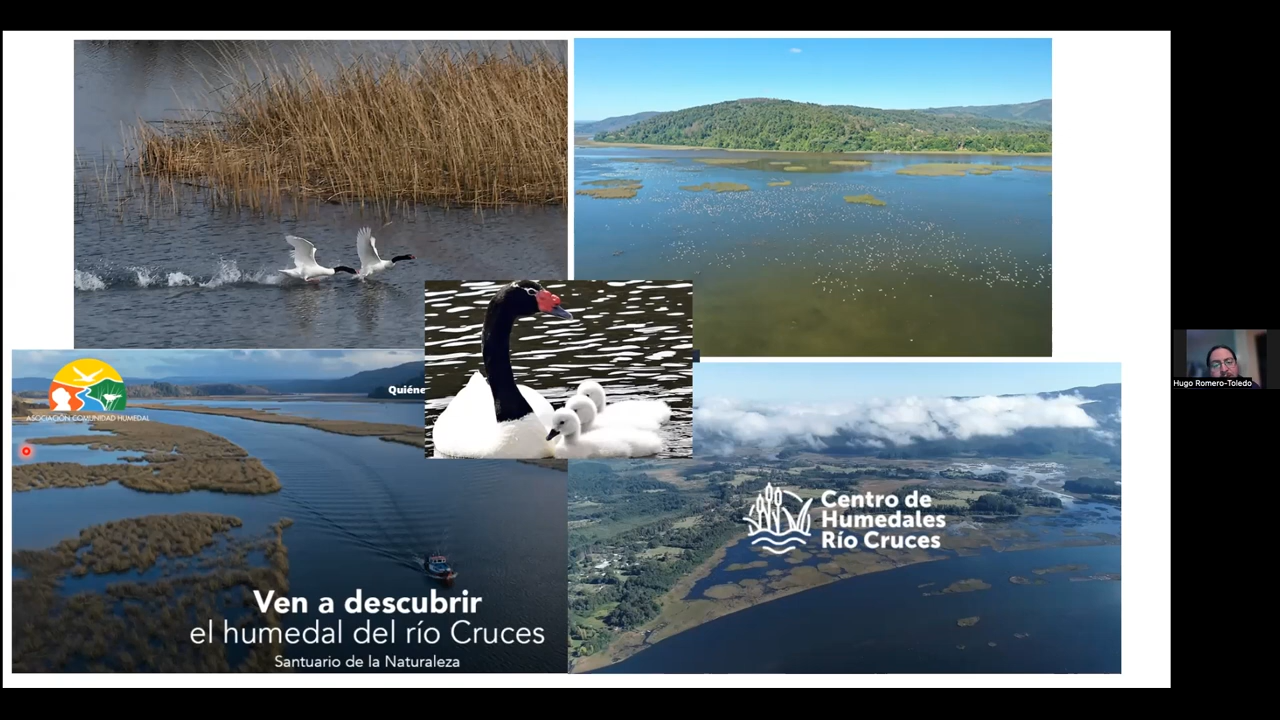 ASOCIACIÓN COMUNIDAD HUMEDAL
Quiéne
Ven a descubrir
el humedal del río Cruces
Santuario de la Naturaleza
Centro de
Humedales
Río Cruces
Hugo Romero-Toledo